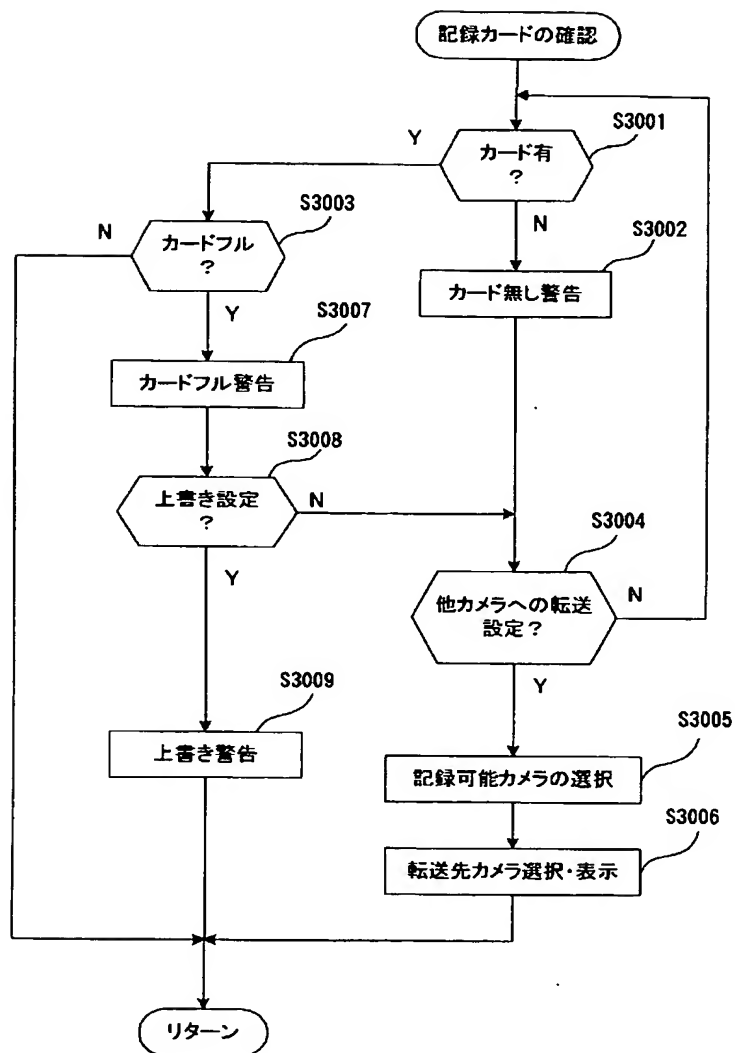 記録カードの確認
S3001
Y
カード有
?
S3003
N
カードフル
?
N
S3002
カード無し警告
Y
S3007
カードフル警告
S3008
上書き設定
?
N
S3004
Y
他カメラへの転送
設定?
N
Y
S3009
上書き警告
S3005
記録可能カメラの選択
S3006
転送先カメラ選択・表示
リターン